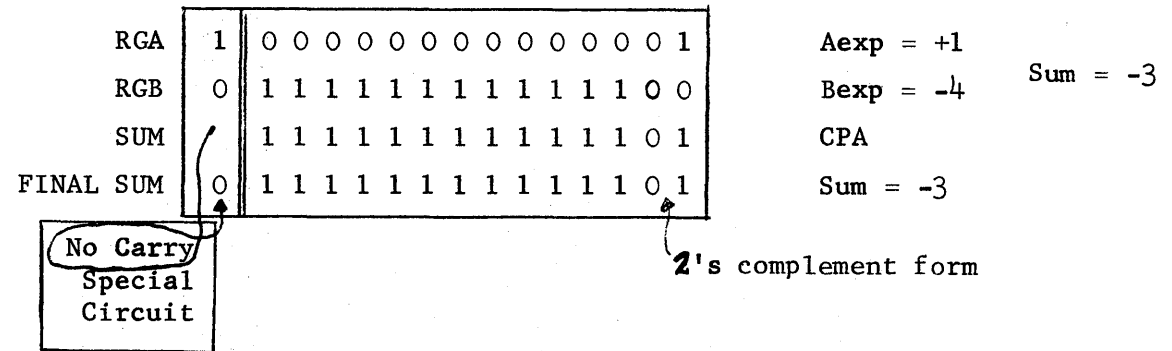 RGA 1 0 0 0 0 0 0 0 0 0 0 0 0 0 1 Aexp = +1
Sum = -3
RGB 0 1 1 1 1 1 1 1 1 1 1 1 1 0 0 Bexp = -4
SUM 1 1 1 1 1 1 1 1 1 1 1 1 0 1 CPA
FINAL SUM 0 1 1 1 1 1 1 1 1 1 1 1 1 0 1 Sum = -3
No Carry
Special
Circuit
2's complement form